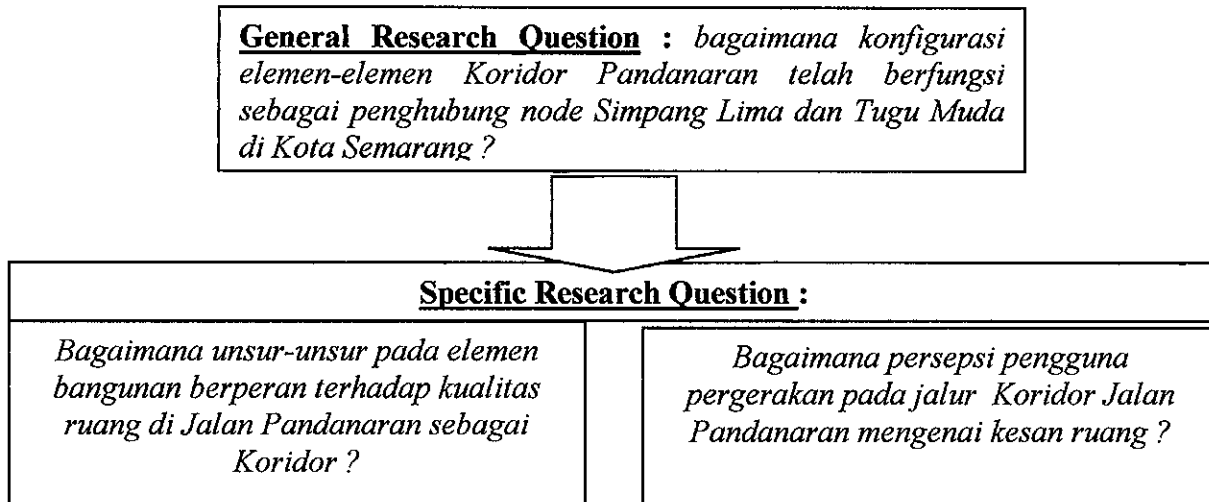 General Research Question : bagaimana konfigurasi
elemen-elemen Koridor Pandanaran telah berfungsi
sebagai penghubung node Simpang Lima dan Tugu Muda
di Kota Semarang ?
Specific Research Question :
Bagaimana unsur-unsur pada elemen
bangunan berperan terhadap kualitas
ruang di Jalan Pandanaran sebagai
Koridor ?
Bagaimana persepsi pengguna
pergerakan pada jalur Koridor Jalan
Pandanaran mengenai kesan ruang ?